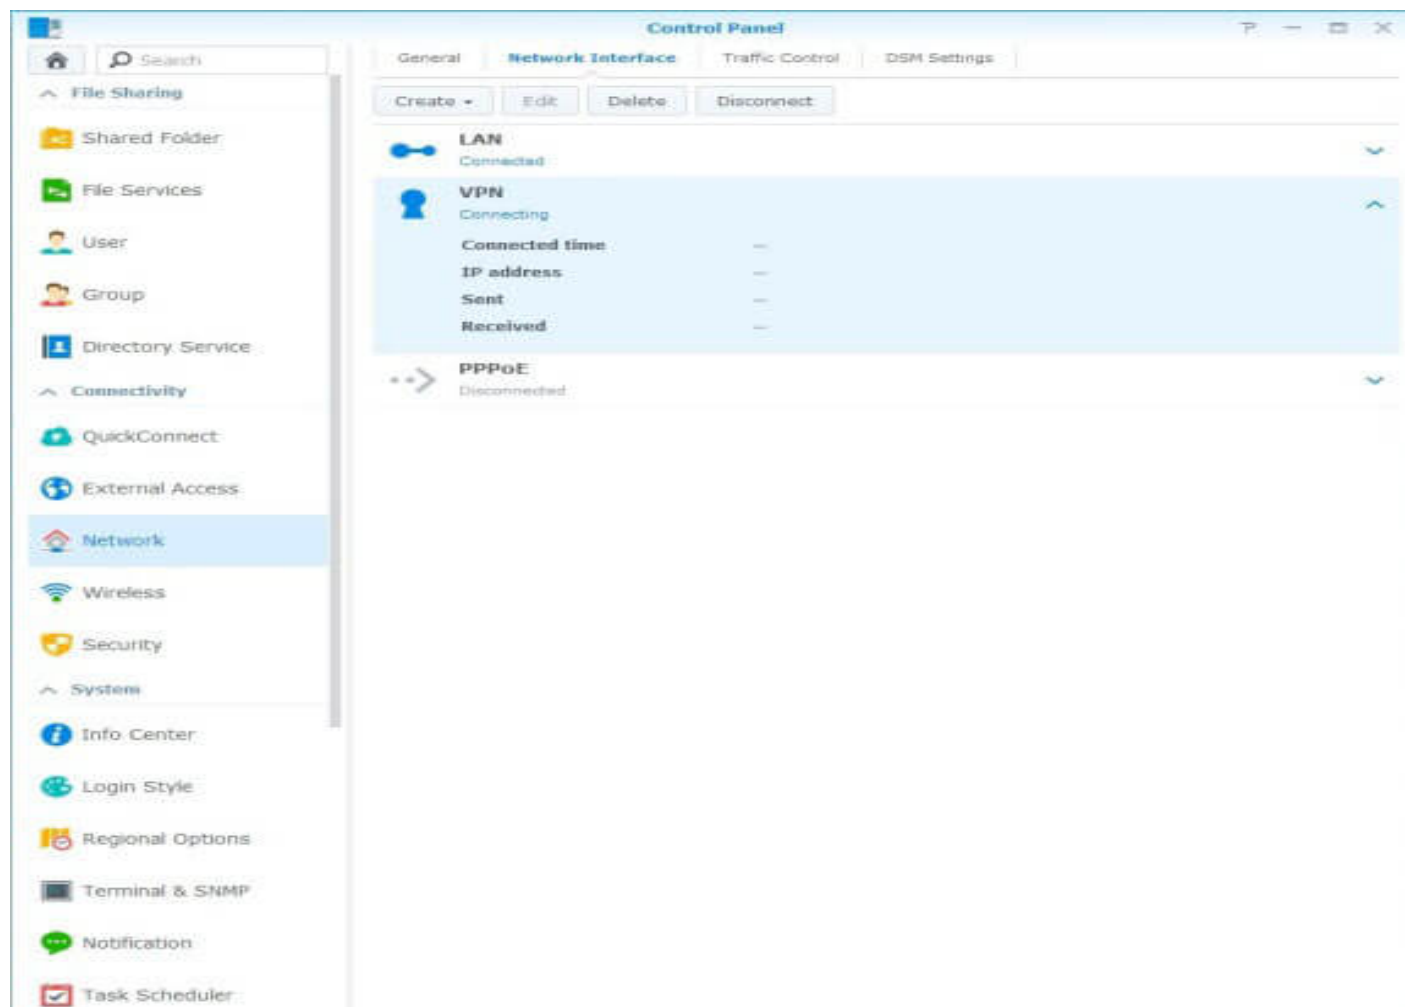 Control Panel
Search
General
Network Interface
Traffic Control
DSM Settings
Create
Edit
Delete
Disconnect
File Sharing
Shared Folder
File Services
User
Group
Directory Service
Connectivity
QuickConnect
External Access
Network
Wireless
Security
System
Info Center
Login Style
Regional Options
Terminal & SNMP
Notification
Task Scheduler
LAN
Connected
VPN
Connecting
Connected time --
IP address --
Sent --
Received --
PPPoE
Disconnected